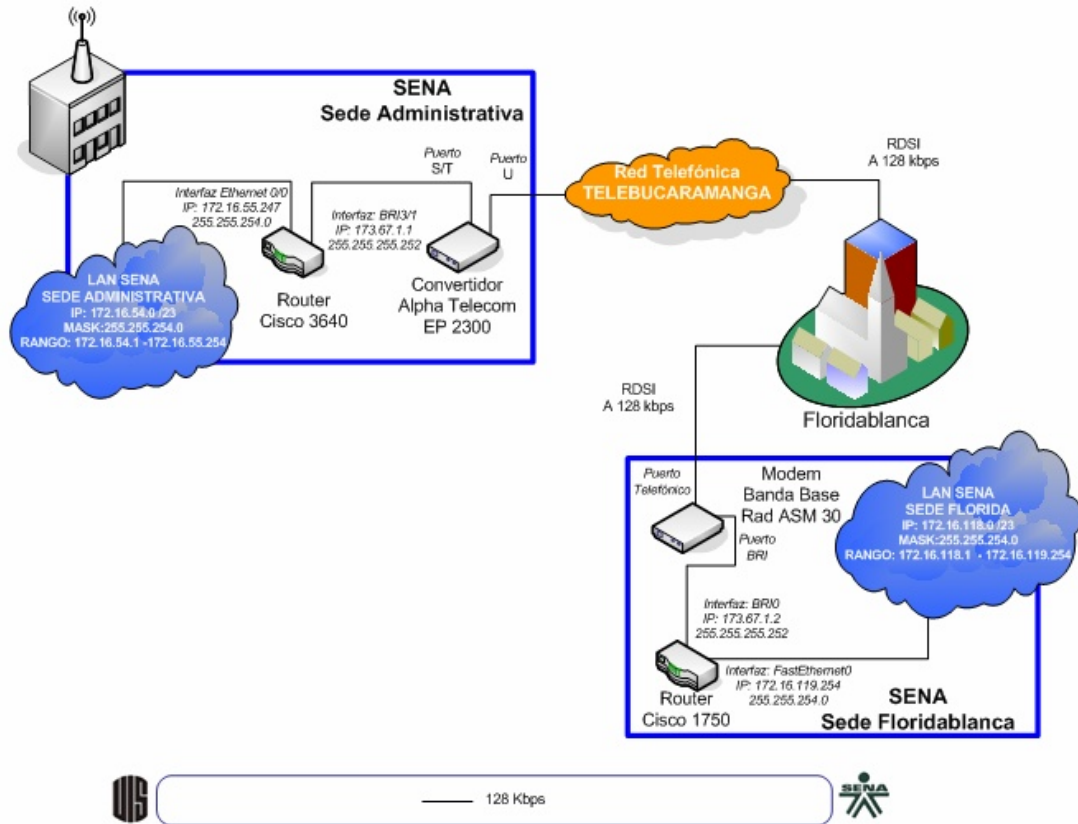 SENA
Sede Administrativa
Puerto
S/T
Puerto
U
Interfaz Ethernet 0/0
IP: 172.16.55.247
255.255.254.0
Interfaz: BRI3/1
IP: 173.67.1.1
255.255.255.252
LAN SENA
SEDE ADMINISTRATIVA
IP: 172.16.54.0 /23
MASK:255.255.254.0
RANGO: 172.16.54.1 -172.16.55.254
Router
Cisco 3640
Convertidor
Alpha Telecom
EP 2300
Red Telefónica
TELEBUCARAMANGA
RDSI
A 128 kbps
Floridablanca
RDSI
A 128 kbps
Puerto
Telefónico
Modem
Banda Base
Rad ASM 30
Puerto
BRI
LAN SENA
SEDE FLORIDA
IP: 172.16.118.0 /23
MASK:255.255.254.0
RANGO: 172.16.118.1 - 172.16.119.254
Interfaz: BRI0
IP: 173.67.1.2
255.255.255.252
Interfaz: FastEthernet0
IP: 172.16.119.254
255.255.254.0
Router
Cisco 1750
SENA
Sede Floridablanca
UIS
128 Kbps
SENA